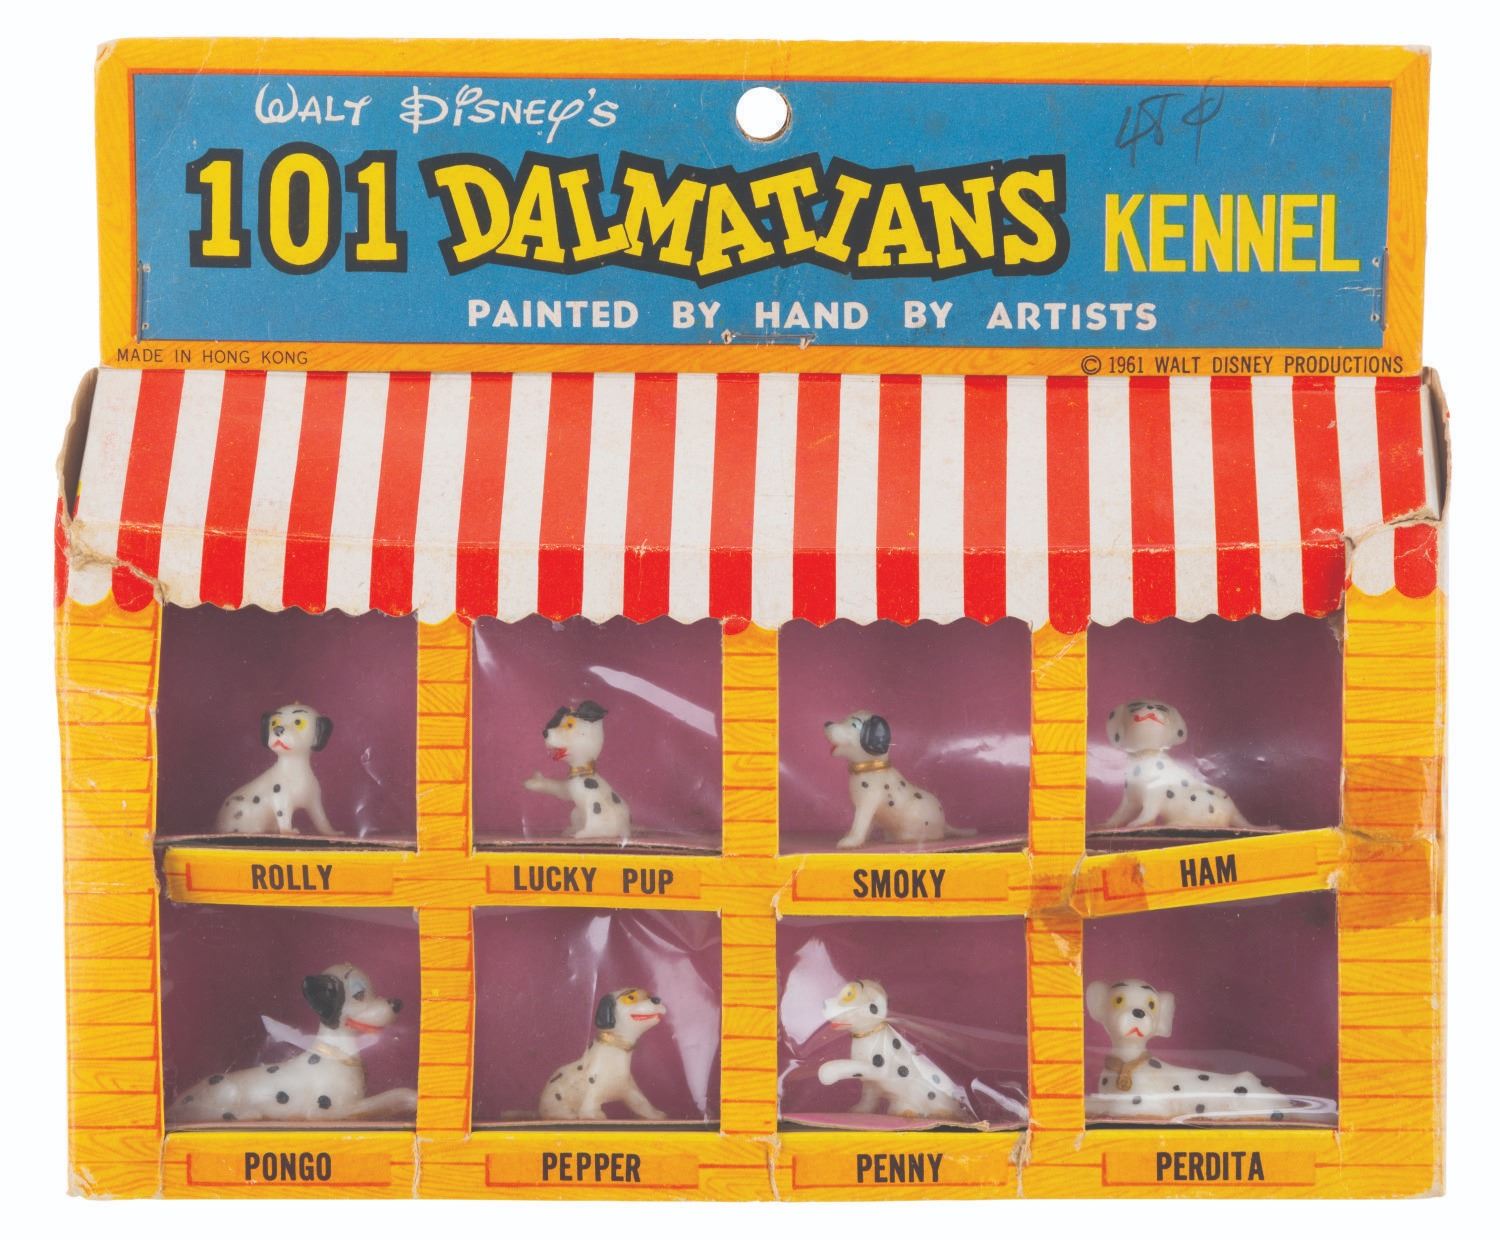 WALT DISNEY'S
101 DALMATIANS KENNEL
PAINTED BY HAND BY ARTISTS
MADE IN HONG KONG
© 1961 WALT DISNEY PRODUCTIONS
ROLLY
LUCKY PUP
SMOKY
HAM
PONGO
PEPPER
PENNY
PERDITA